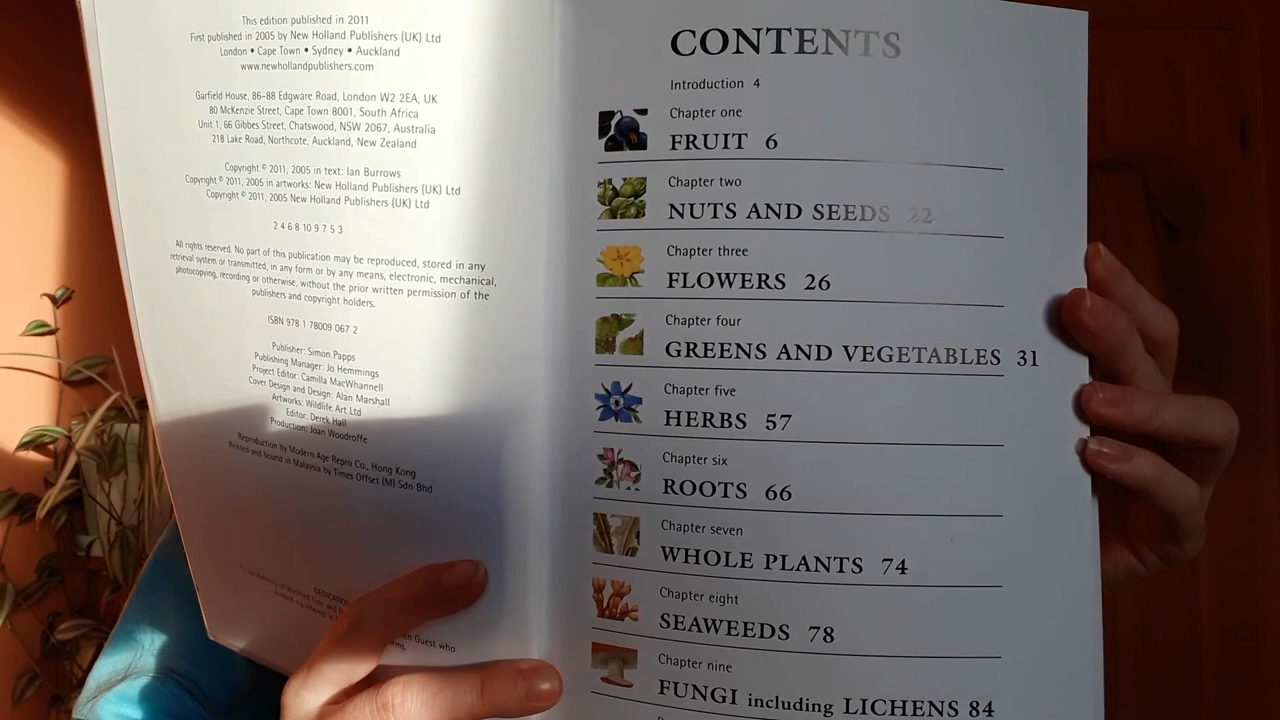 This edition published in 2011
First published in 2005 by New Holland Publishers (UK) Ltd
London • Cape Town • Sydney • Auckland
www.newhollandpublishers.com
Garfield House, 86–88 Edgware Road, London W2 2EA, UK
80 McKenzie Street, Cape Town 8001, South Africa
Unit 1, 66 Gibbes Street, Chatswood, NSW 2067, Australia
218 Lake Road, Northcote, Auckland, New Zealand
Copyright © 2011, 2005 in text: Ian Burrows
Copyright © 2011, 2005 in artworks: New Holland Publishers (UK) Ltd
Copyright © 2011, 2005 New Holland Publishers (UK) Ltd
2 4 6 8 10 9 7 5 3
All rights reserved. No part of this publication may be reproduced, stored in any
retrieval system or transmitted, in any form or by any means, electronic, mechanical,
photocopying, recording or otherwise, without the prior written permission of the
publishers and copyright holders.
ISBN 978 1 78009 067 2
Publisher: Simon Papps
Publishing Manager: Jo Hemmings
Project Editor: Camilla MacWhannell
Cover Design and Design: Alan Marshall
Artworks: Wildlife Art Ltd
Editor: Derek Hall
Production: Joan Woodroffe
Reproduction by Modern Age Repro Co., Hong Kong
Printed and bound in Malaysia by Times Offset (M) Sdn Bhd
DEDICATION
Guest who
CONTENTS
Introduction 4
Chapter one
FRUIT 6
Chapter two
NUTS AND SEEDS 22
Chapter three
FLOWERS 26
Chapter four
GREENS AND VEGETABLES 31
Chapter five
HERBS 57
Chapter six
ROOTS 66
Chapter seven
WHOLE PLANTS 74
Chapter eight
SEAWEEDS 78
Chapter nine
FUNGI including LICHENS 84